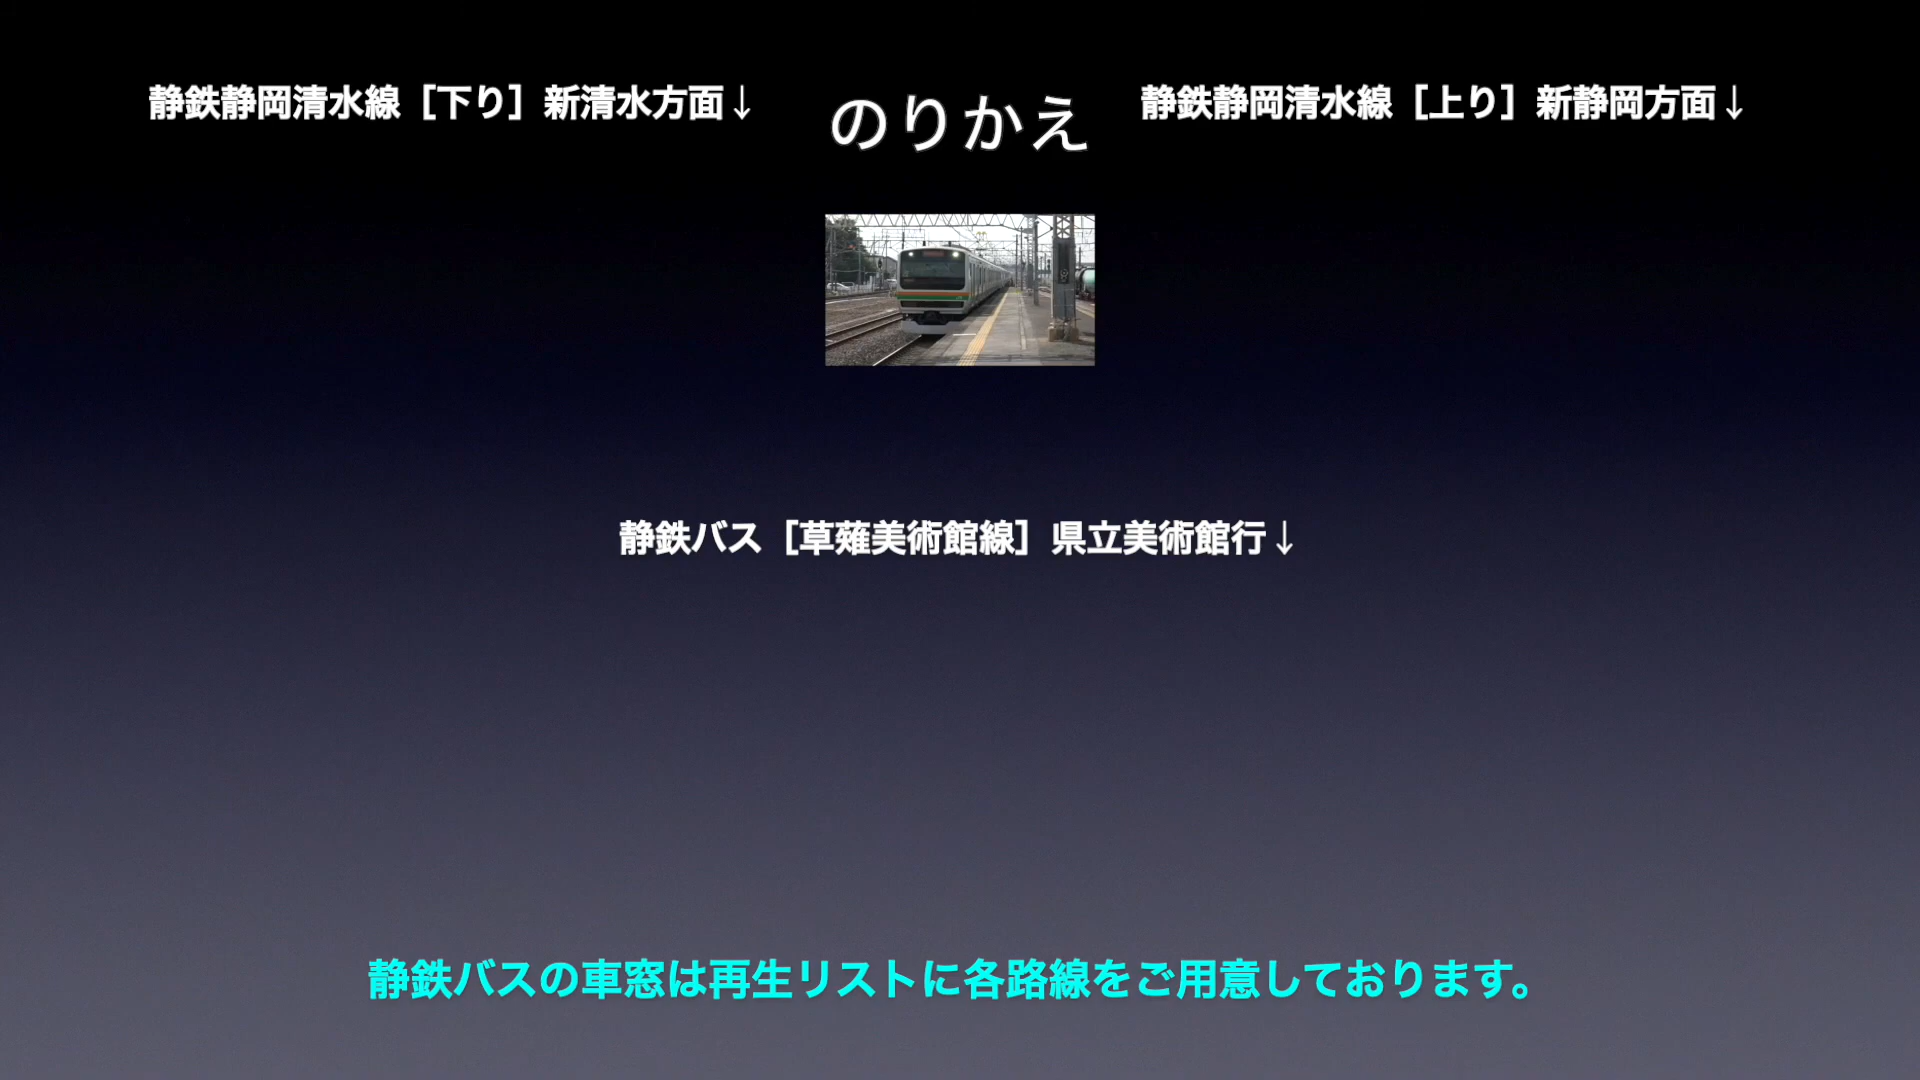 静鉄静岡清水線［下り］新清水方面↓
のりかえ
静鉄静岡清水線［上り］新静岡方面↓
静鉄バス［草薙美術館線］県立美術館行↓
静鉄バスの車窓は再生リストに各路線をご用意しております。